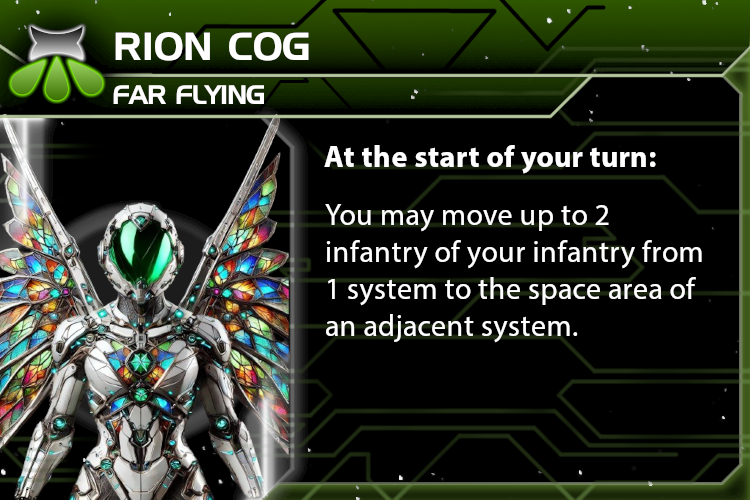 RION COG
FAR FLYING
At the start of your turn:
You may move up to 2
infantry of your infantry from
1 system to the space area of
an adjacent system.